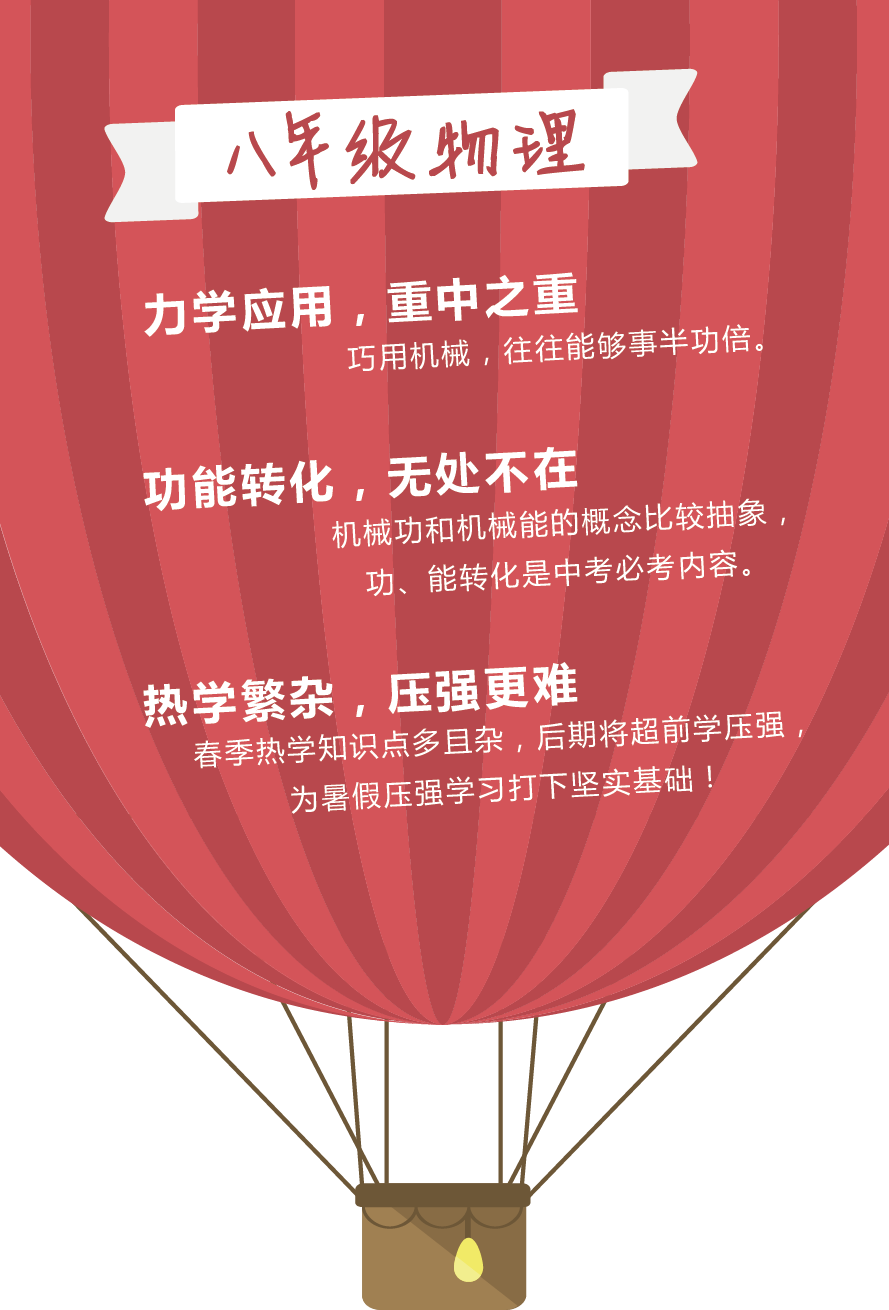 八年级物理
力学应用，重中之重
巧用机械，往往能够事半功倍。
功能转化，无处不在
机械功和机械能的概念比较抽象，
功、能转化是中考必考内容。
热学繁杂，压强更难
春季热学知识点多且杂，后期将超前学压强，
为暑假压强学习打下坚实基础！